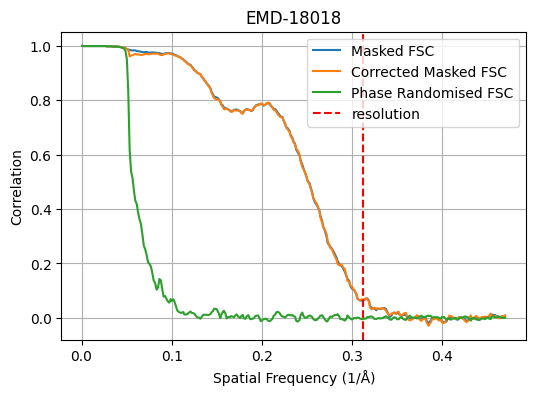 EMD-18018
Masked FSC
Corrected Masked FSC
Phase Randomised FSC
resolution
Correlation
1.0
0.8
0.6
0.4
0.2
0.0
0.0 0.1 0.2 0.3 0.4
Spatial Frequency (1/Å)